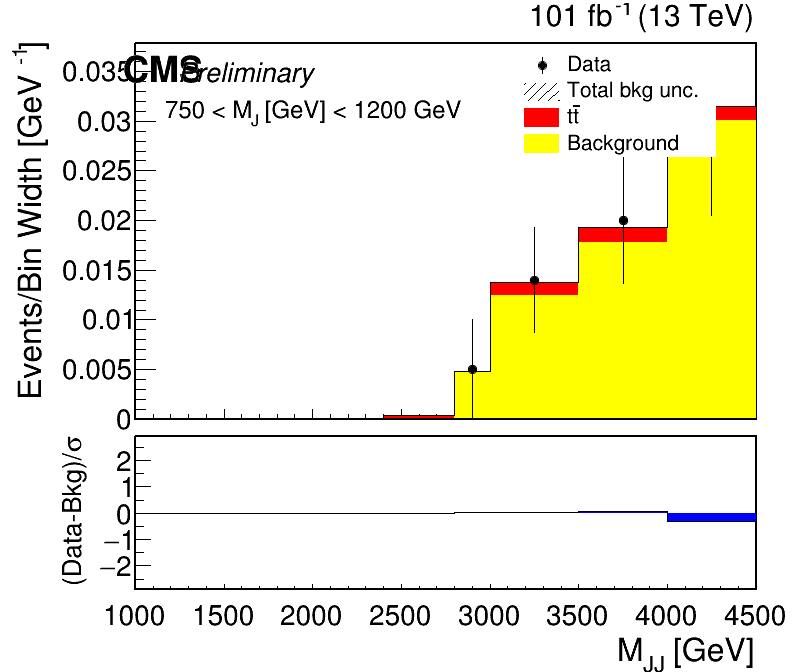 101 fb⁻¹ (13 TeV)
CMS Preliminary
750 < M_J [GeV] < 1200 GeV
Data
Total bkg unc.
tt̄
Background
Events/Bin Width [GeV⁻¹]
0.035
0.03
0.025
0.02
0.015
0.01
0.005
0
(Data-Bkg)/σ
2
1
0
−1
−2
1000 1500 2000 2500 3000 3500 4000 4500
M_JJ [GeV]